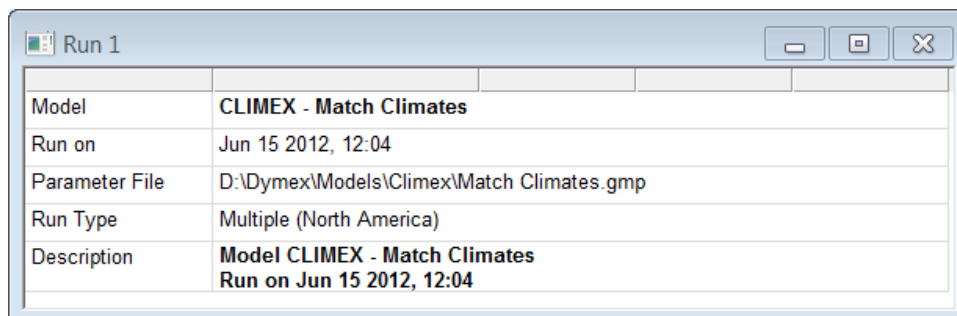 Run 1
Model CLIMEX - Match Climates
Run on Jun 15 2012, 12:04
Parameter File D:\Dymex\Models\Climex\Match Climates.gmp
Run Type Multiple (North America)
Description Model CLIMEX - Match Climates
Run on Jun 15 2012, 12:04